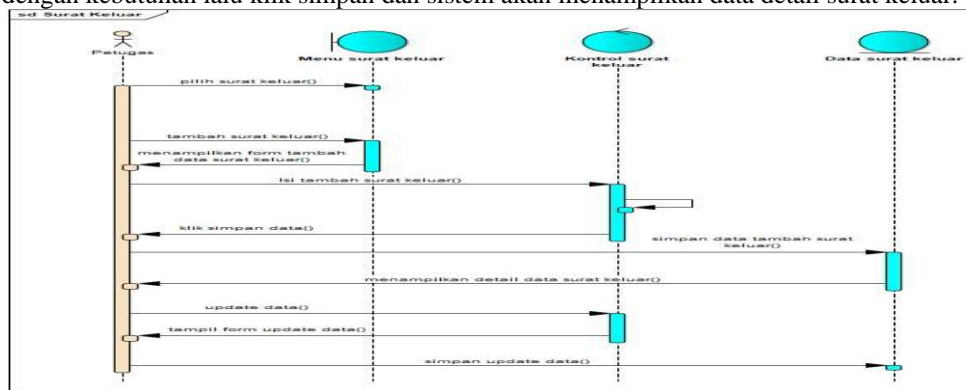 dengan kebutuhan lalu klik simpan dan sistem akan menampilkan data detail surat keluar.
sd Surat Keluar
Petugas
Menu surat keluar
Kontrol surat
keluar
Data surat keluar
pilih surat keluar()
tambah surat keluar()
menampilkan form tambah
data surat keluar()
Isi tambah surat keluar()
klik simpan data()
simpan data tambah surat
keluar()
menampilkan detail data surat keluar()
update data()
tampil form update data()
simpan update data()